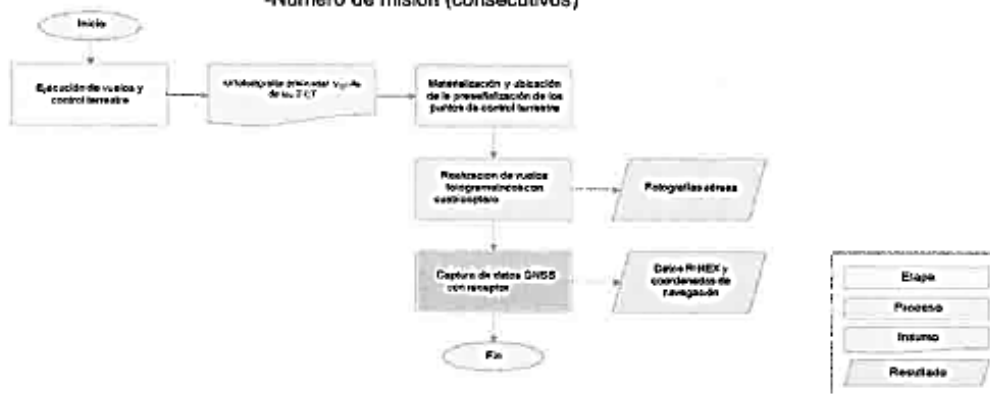 -Número de misión (consecutivos)
Inicio
Ejecución de vuelos y
control terrestre
Materialización y ubicación
de la preseñalización de los
puntos de control terrestre
Realización de vuelos
fotogramétricos con
cuatricóptero
Fotografías aéreas
Captura de datos GNSS
con receptor
Datos RINEX y
coordenadas de
navegación
Fin
Etapa
Proceso
Insumo
Resultado